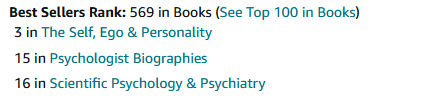 Best Sellers Rank: 569 in Books (See Top 100 in Books)
3 in The Self, Ego & Personality
15 in Psychologist Biographies
16 in Scientific Psychology & Psychiatry